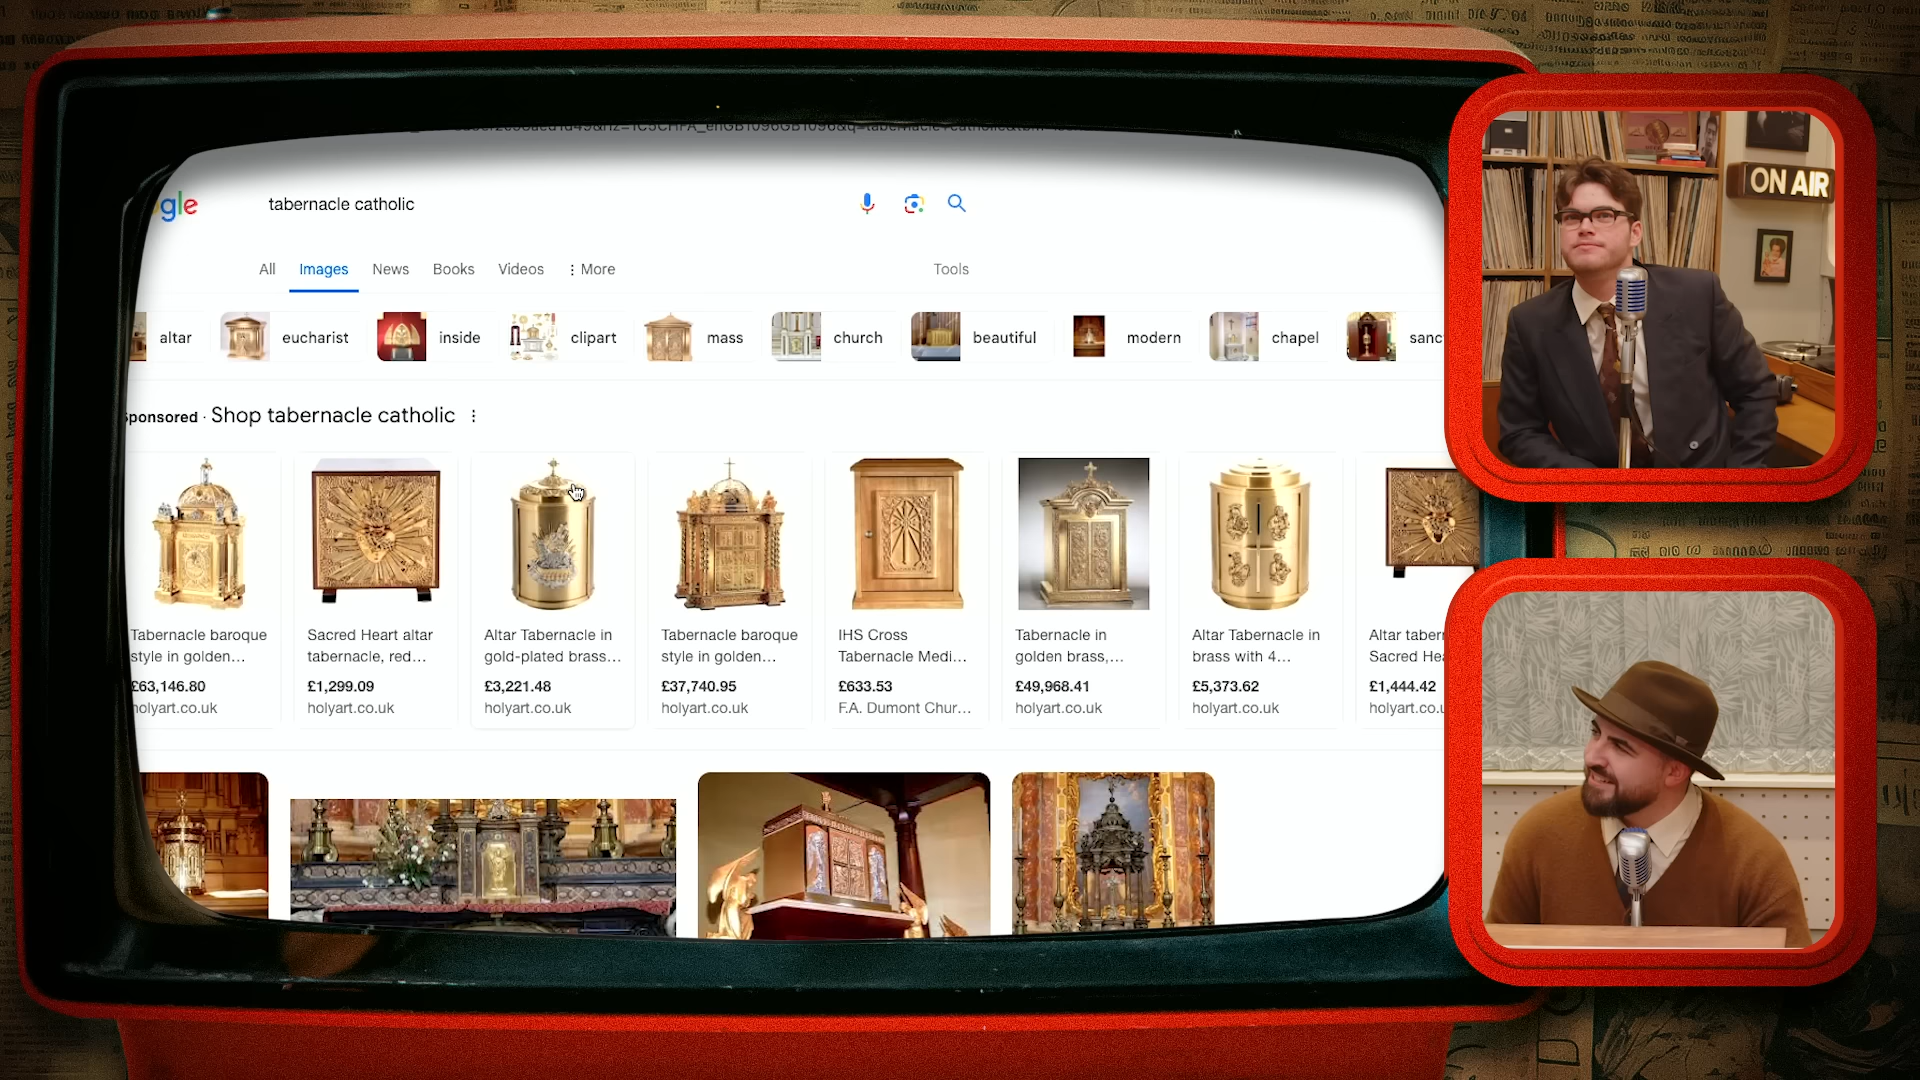 gle
tabernacle catholic
All Images News Books Videos More Tools
altar eucharist inside clipart mass church beautiful modern chapel sanc
Sponsored · Shop tabernacle catholic
Tabernacle baroque
style in golden...
£63,146.80
holyart.co.uk
Sacred Heart altar
tabernacle, red...
£1,299.09
holyart.co.uk
Altar Tabernacle in
gold-plated brass...
£3,221.48
holyart.co.uk
Tabernacle baroque
style in golden...
£37,740.95
holyart.co.uk
IHS Cross
Tabernacle Medi...
£633.53
F.A. Dumont Chur...
Tabernacle in
golden brass,...
£49,968.41
holyart.co.uk
Altar Tabernacle in
brass with 4...
£5,373.62
holyart.co.uk
Altar taber
Sacred Hea
£1,444.42
holyart.co.u
ON AIR